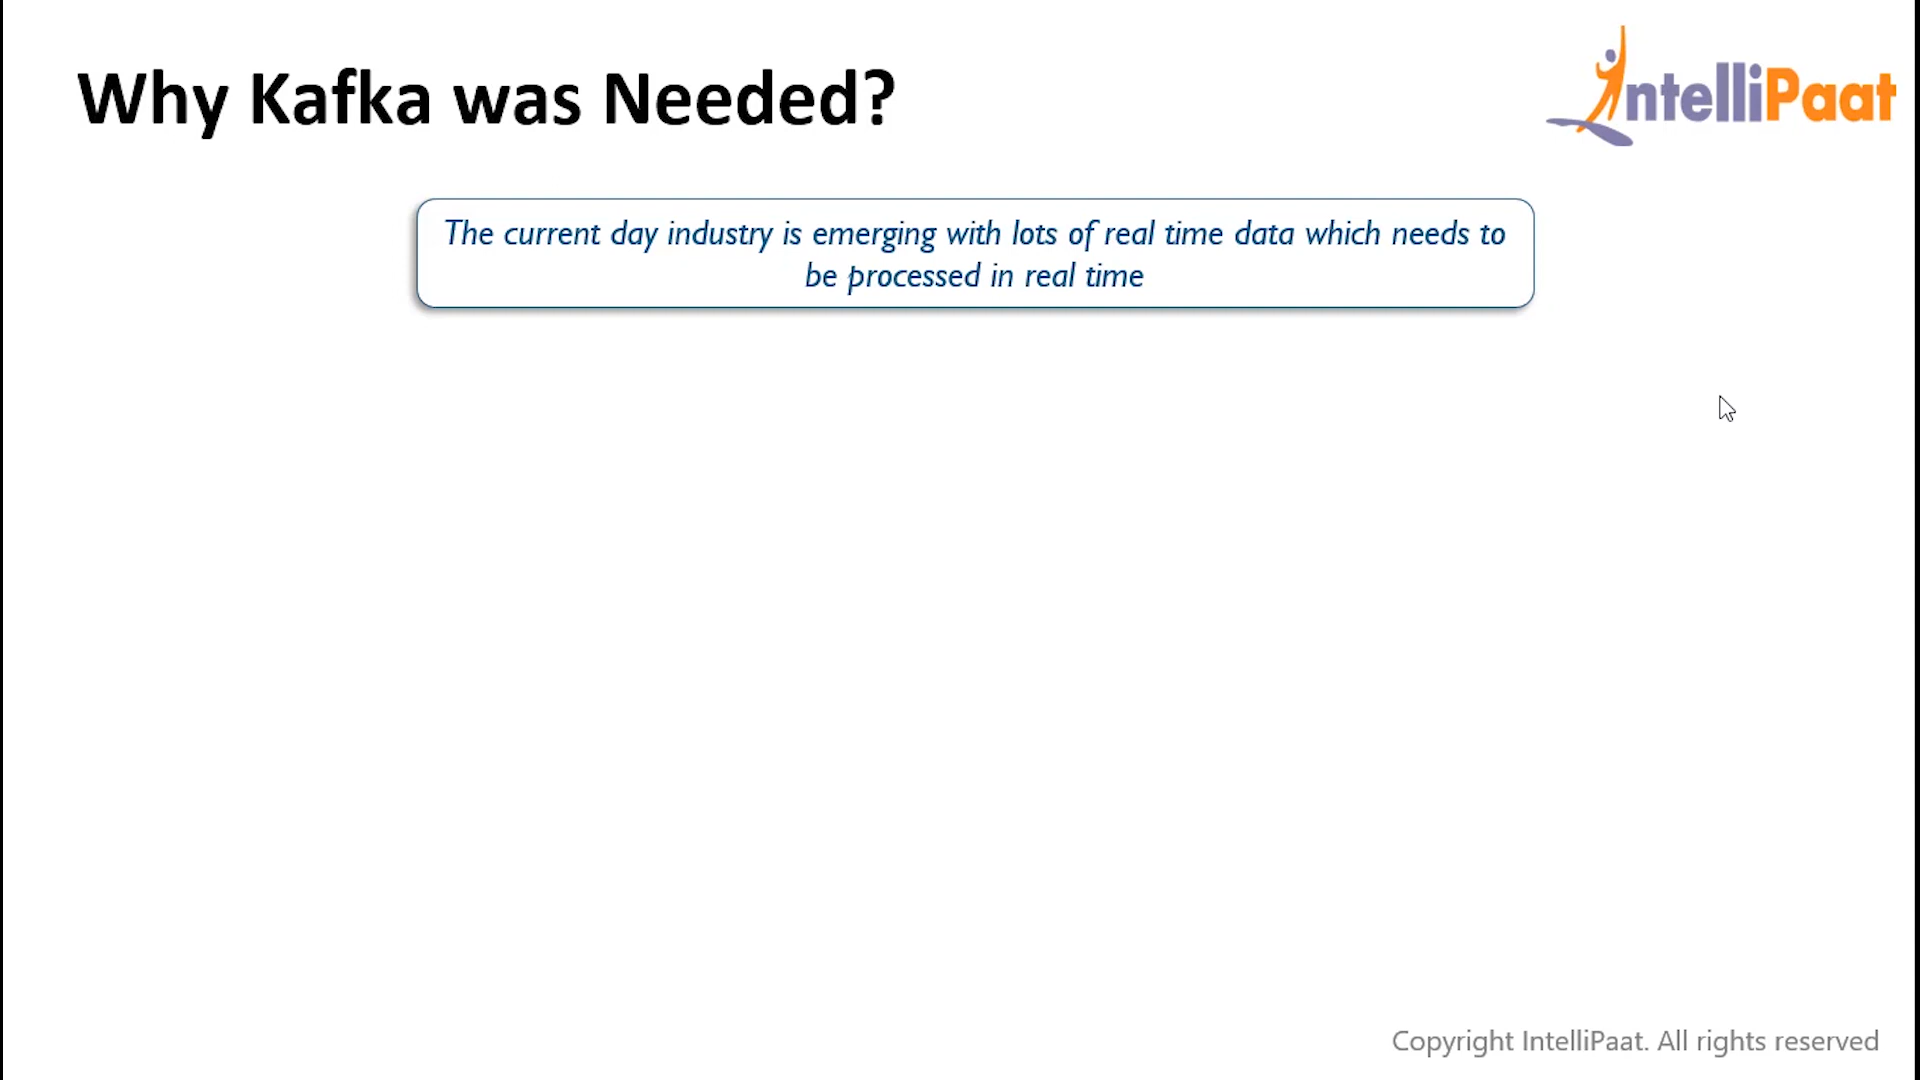 Why Kafka was Needed?
IntelliPaat
The current day industry is emerging with lots of real time data which needs to
be processed in real time
Copyright IntelliPaat. All rights reserved